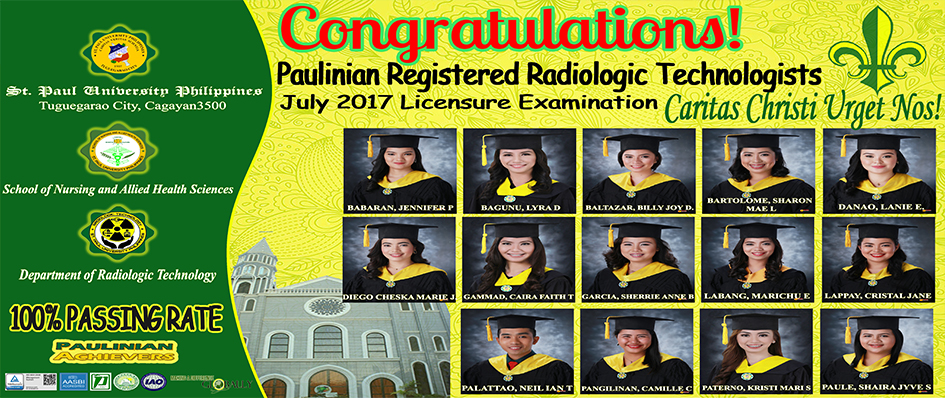 St. Paul University Philippines
Tuguegarao City, Cagayan3500
School of Nursing and Allied Health Sciences
Department of Radiologic Technology
100% PASSING RATE
PAULINIAN
ACHIEVERS
AASBI
IAO
Congratulations!
Paulinian Registered Radiologic Technologists
July 2017 Licensure Examination
Caritas Christi Urget Nos!
BABARAN, JENNIFER P
BAGUNU, LYRA D
BALTAZAR, BILLY JOY D.
BARTOLOME, SHARON
MAE L
DANAO, LANIE E,
DIEGO CHESKA MARIE J.
GAMMAD, CAIRA FAITH T
GARCIA, SHERRIE ANNE B
LABANG, MARICHU E
LAPPAY, CRISTAL JANE
PALATTAO, NEIL IAN T
PANGILINAN, CAMILLE C
PATERNO, KRISTI MARI S
PAULE, SHAIRA JYVE S